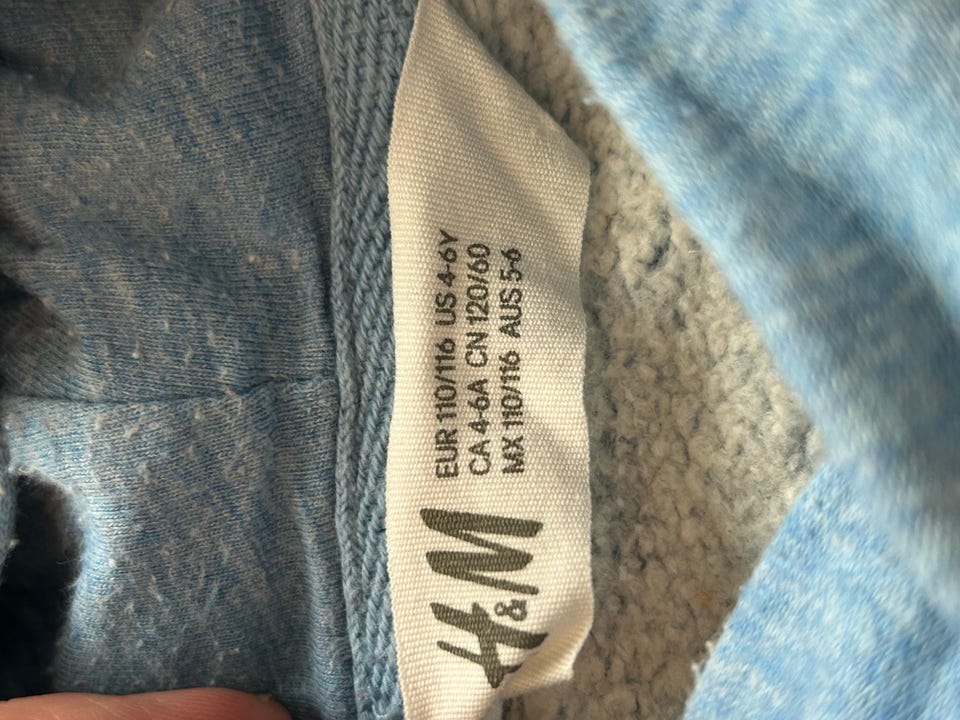 H&M
EUR 110/116 US 4-6Y
CA 4-6A CN 120/60
MX 110/116 AUS 5-6